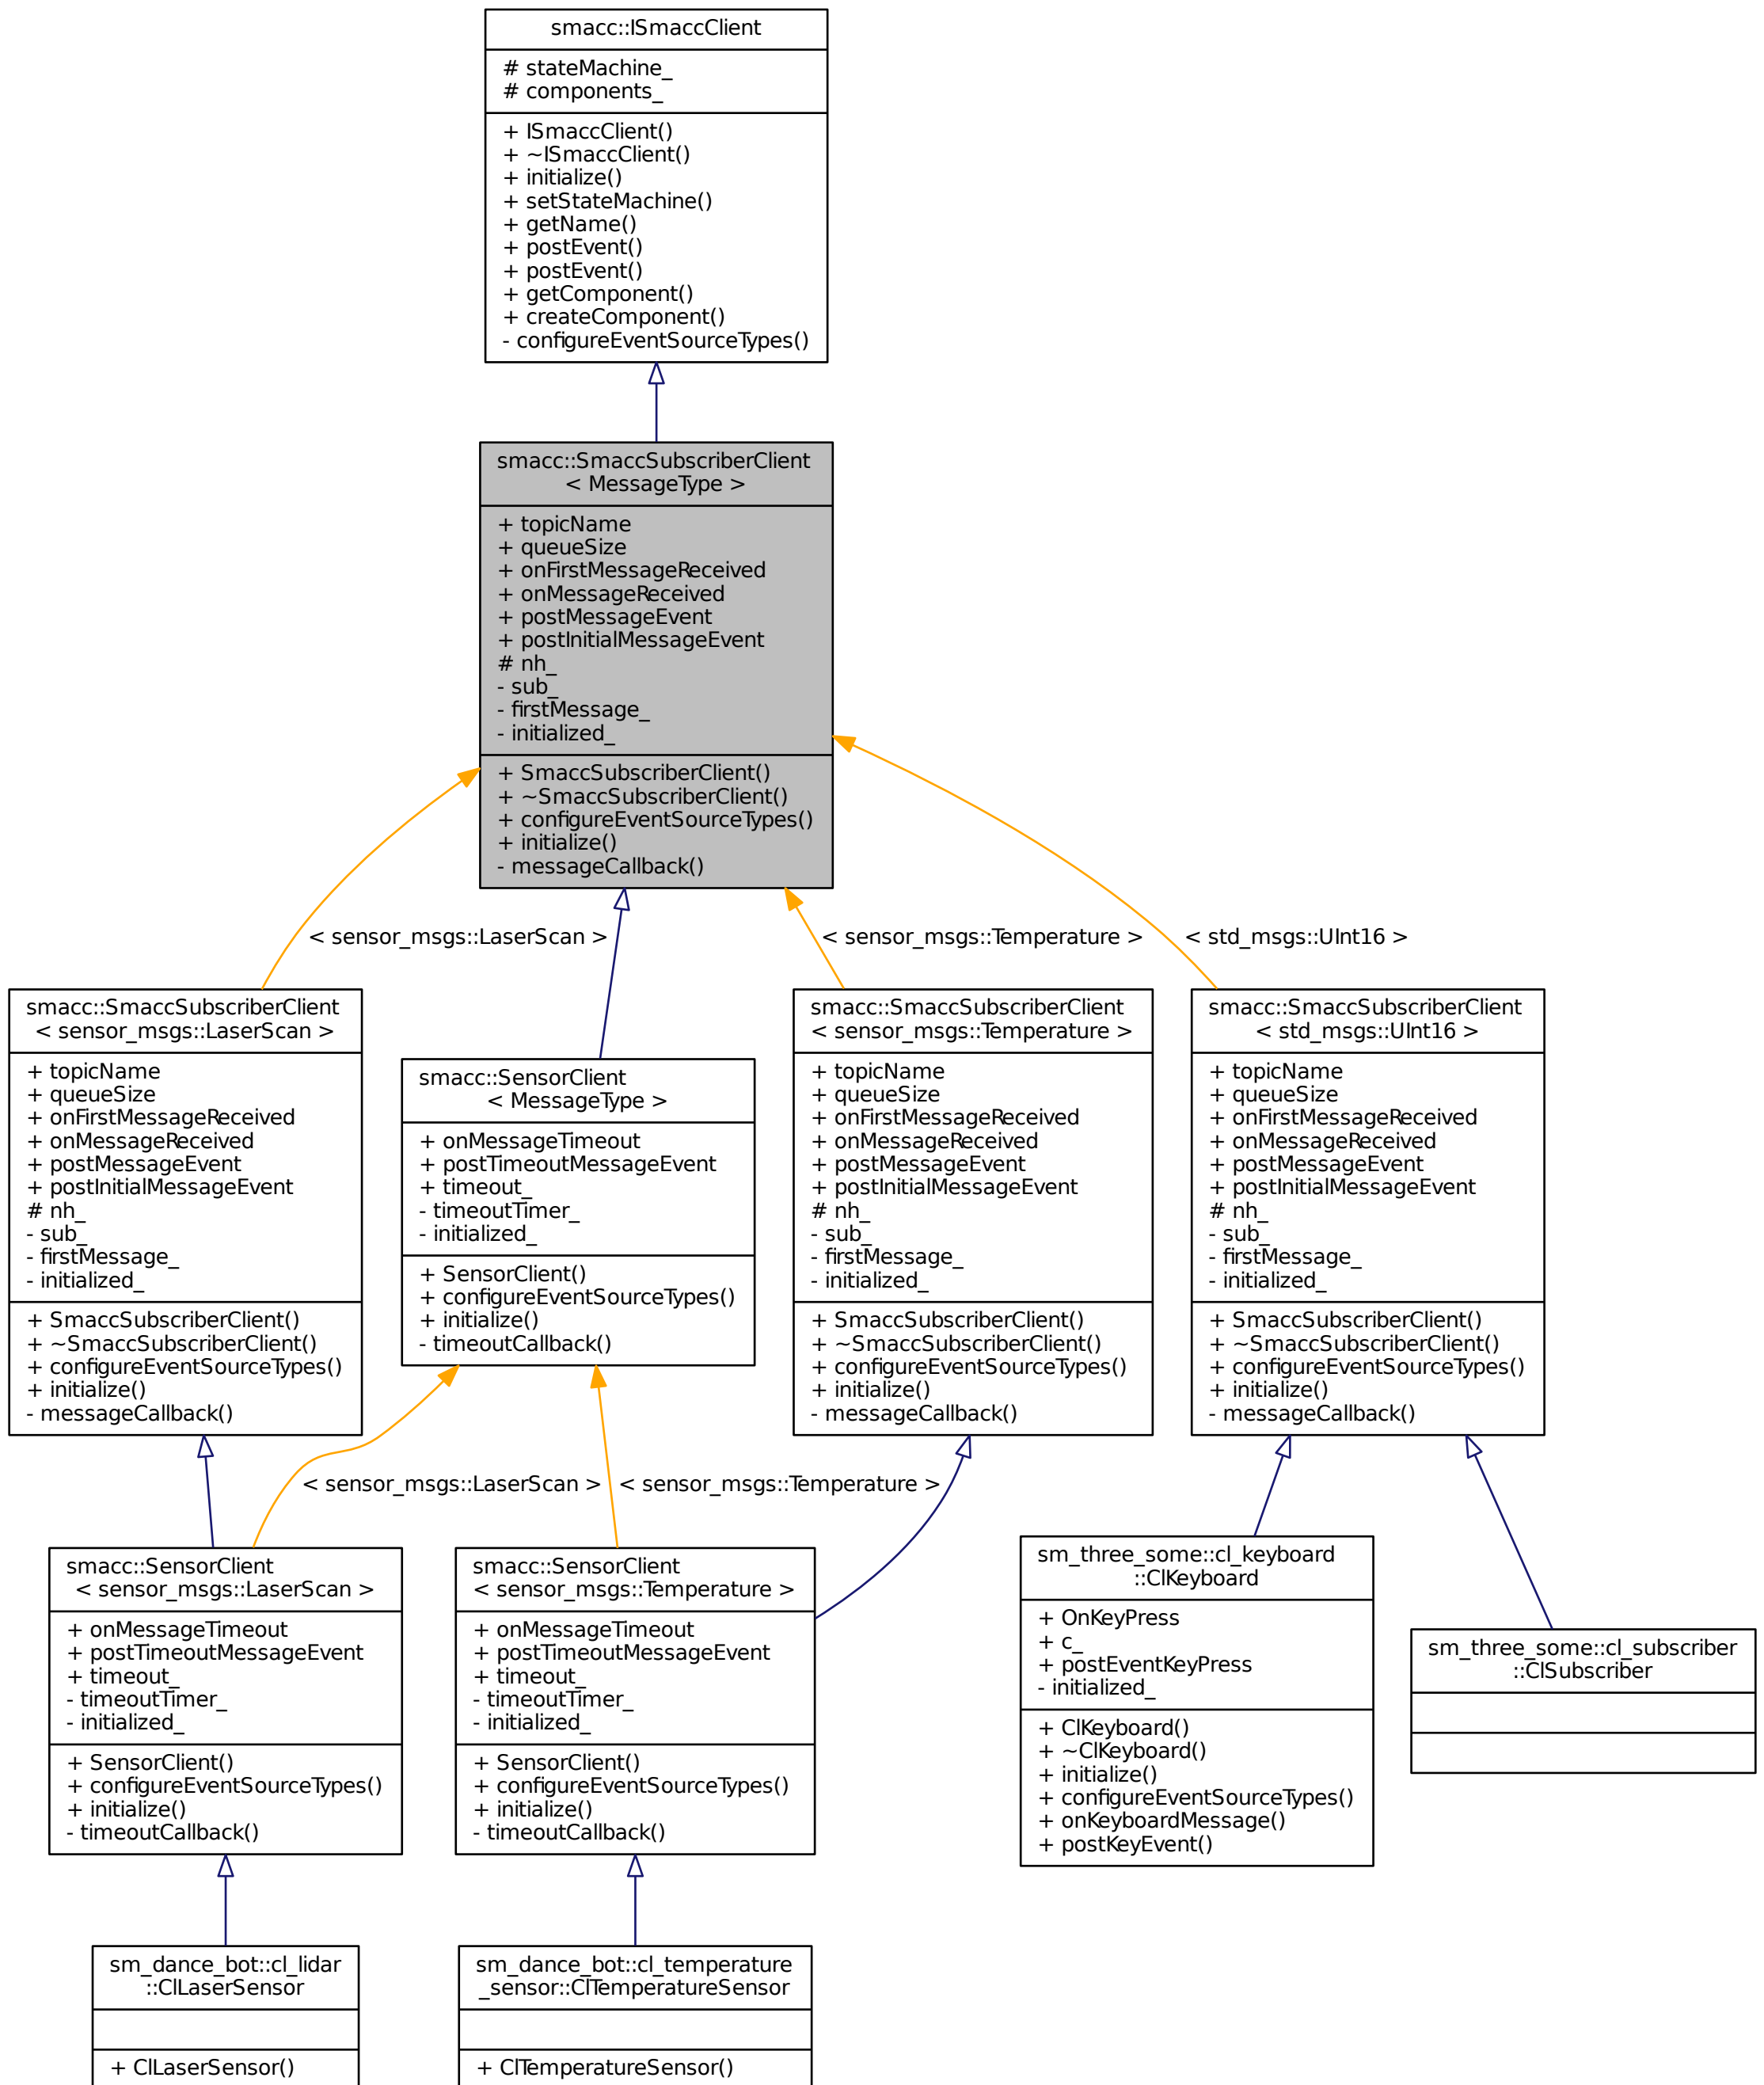 smacc::ISmaccClient
# stateMachine_
# components_
+ ISmaccClient()
+ ~ISmaccClient()
+ initialize()
+ setStateMachine()
+ getName()
+ postEvent()
+ postEvent()
+ getComponent()
+ createComponent()
- configureEventSourceTypes()
smacc::SmaccSubscriberClient
< MessageType >
+ topicName
+ queueSize
+ onFirstMessageReceived
+ onMessageReceived
+ postMessageEvent
+ postInitialMessageEvent
# nh_
- sub_
- firstMessage_
- initialized_
+ SmaccSubscriberClient()
+ ~SmaccSubscriberClient()
+ configureEventSourceTypes()
+ initialize()
- messageCallback()
< sensor_msgs::LaserScan >
< sensor_msgs::Temperature >
< std_msgs::UInt16 >
smacc::SmaccSubscriberClient
< sensor_msgs::LaserScan >
+ topicName
+ queueSize
+ onFirstMessageReceived
+ onMessageReceived
+ postMessageEvent
+ postInitialMessageEvent
# nh_
- sub_
- firstMessage_
- initialized_
+ SmaccSubscriberClient()
+ ~SmaccSubscriberClient()
+ configureEventSourceTypes()
+ initialize()
- messageCallback()
smacc::SensorClient
< MessageType >
+ onMessageTimeout
+ postTimeoutMessageEvent
+ timeout_
- timeoutTimer_
- initialized_
+ SensorClient()
+ configureEventSourceTypes()
+ initialize()
- timeoutCallback()
smacc::SmaccSubscriberClient
< sensor_msgs::Temperature >
+ topicName
+ queueSize
+ onFirstMessageReceived
+ onMessageReceived
+ postMessageEvent
+ postInitialMessageEvent
# nh_
- sub_
- firstMessage_
- initialized_
+ SmaccSubscriberClient()
+ ~SmaccSubscriberClient()
+ configureEventSourceTypes()
+ initialize()
- messageCallback()
smacc::SmaccSubscriberClient
< std_msgs::UInt16 >
+ topicName
+ queueSize
+ onFirstMessageReceived
+ onMessageReceived
+ postMessageEvent
+ postInitialMessageEvent
# nh_
- sub_
- firstMessage_
- initialized_
+ SmaccSubscriberClient()
+ ~SmaccSubscriberClient()
+ configureEventSourceTypes()
+ initialize()
- messageCallback()
< sensor_msgs::LaserScan >
< sensor_msgs::Temperature >
smacc::SensorClient
< sensor_msgs::LaserScan >
+ onMessageTimeout
+ postTimeoutMessageEvent
+ timeout_
- timeoutTimer_
- initialized_
+ SensorClient()
+ configureEventSourceTypes()
+ initialize()
- timeoutCallback()
smacc::SensorClient
< sensor_msgs::Temperature >
+ onMessageTimeout
+ postTimeoutMessageEvent
+ timeout_
- timeoutTimer_
- initialized_
+ SensorClient()
+ configureEventSourceTypes()
+ initialize()
- timeoutCallback()
sm_three_some::cl_keyboard
::ClKeyboard
+ OnKeyPress
+ c_
+ postEventKeyPress
- initialized_
+ ClKeyboard()
+ ~ClKeyboard()
+ initialize()
+ configureEventSourceTypes()
+ onKeyboardMessage()
+ postKeyEvent()
sm_three_some::cl_subscriber
::ClSubscriber
sm_dance_bot::cl_lidar
::ClLaserSensor
+ ClLaserSensor()
sm_dance_bot::cl_temperature
_sensor::ClTemperatureSensor
+ ClTemperatureSensor()